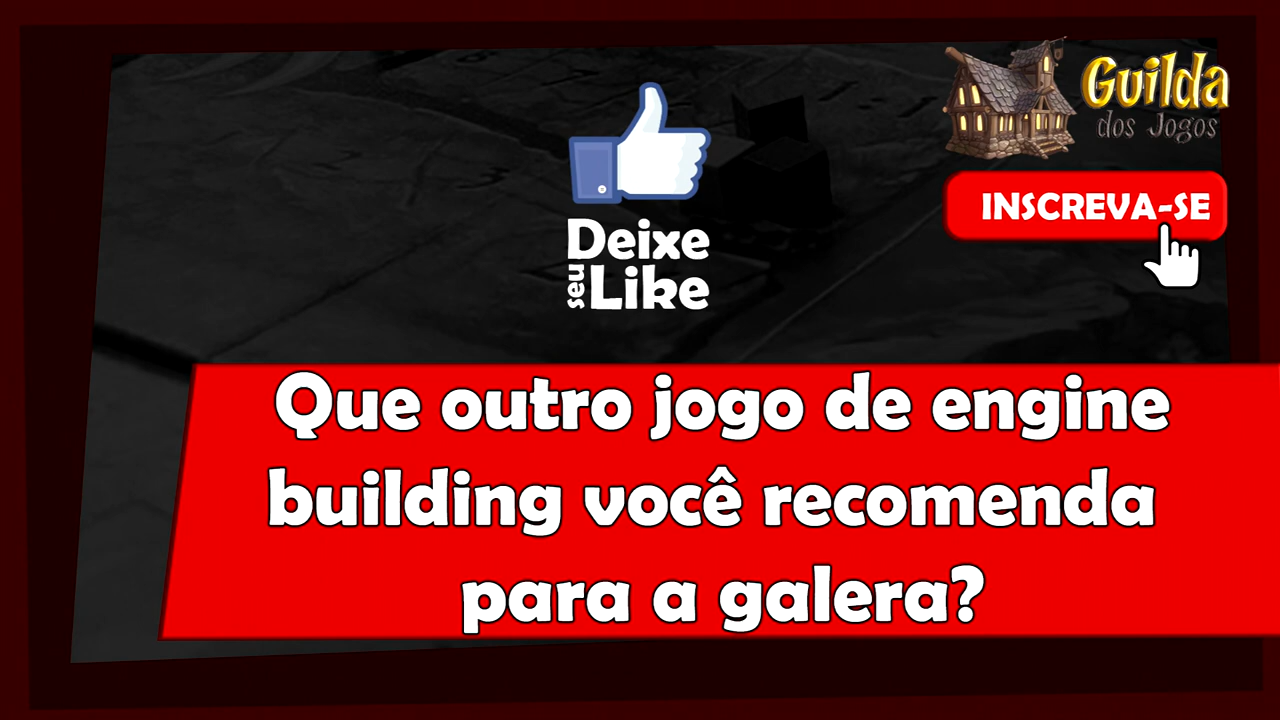 Guilda
dos Jogos
INSCREVA-SE
Deixe
seu Like
Que outro jogo de engine
building você recomenda
para a galera?